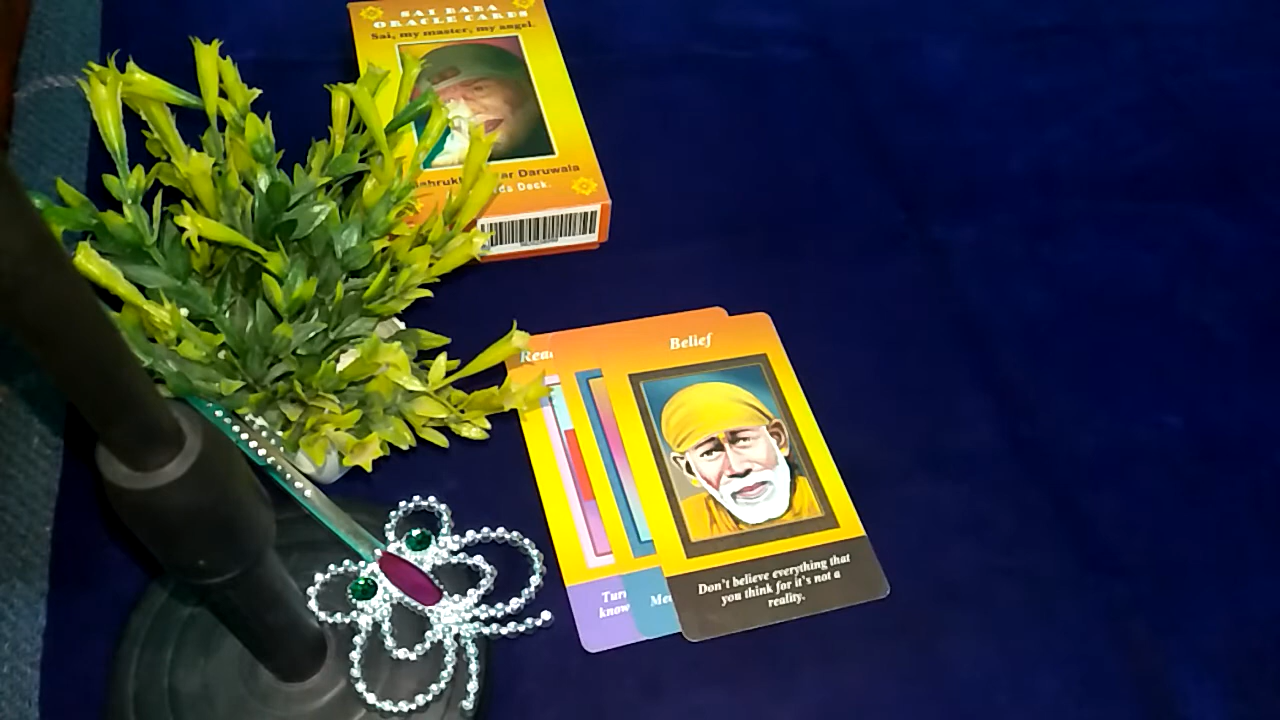 SAI BABA
ORACLE CARDS
Sai, my master, my angel.
Daruwala
Deck.
Belief
Don't believe everything that
you think for it's not a
reality.